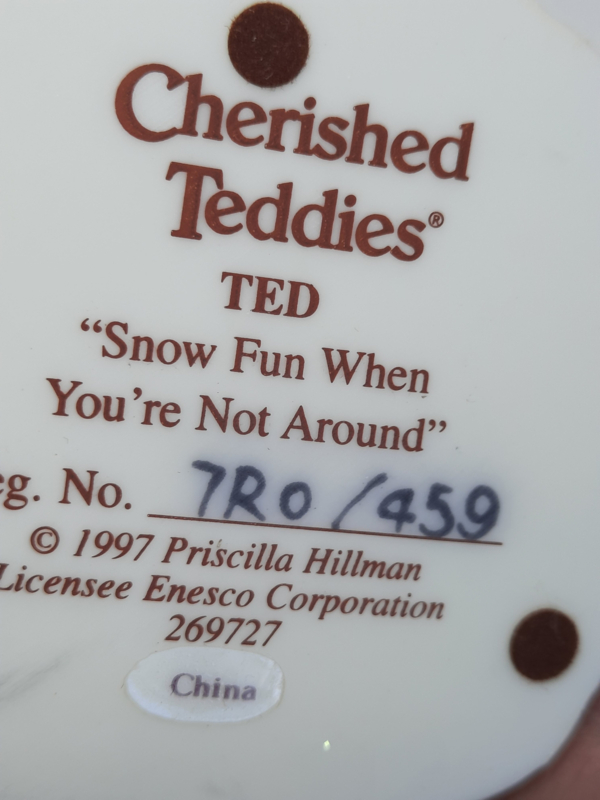 Cherished
Teddies®
TED
“Snow Fun When
You’re Not Around”
eg. No. 7R0/459
© 1997 Priscilla Hillman
Licensee Enesco Corporation
269727
China